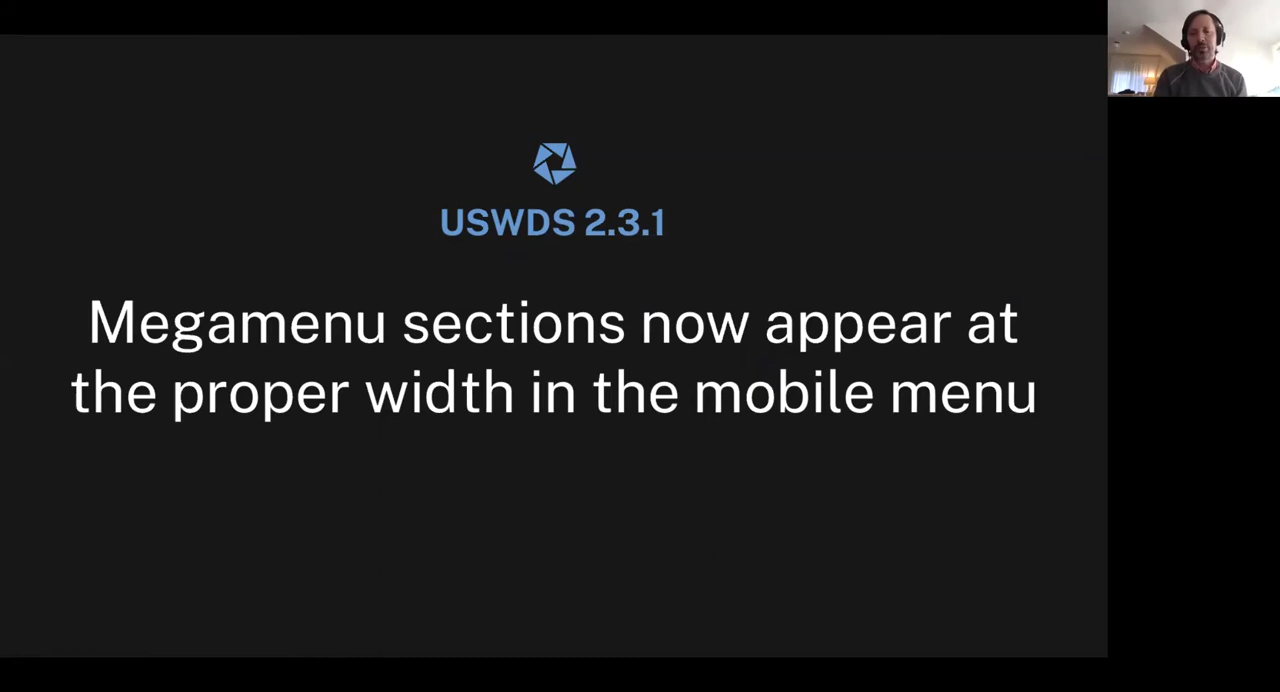 USWDS 2.3.1
Megamenu sections now appear at
the proper width in the mobile menu